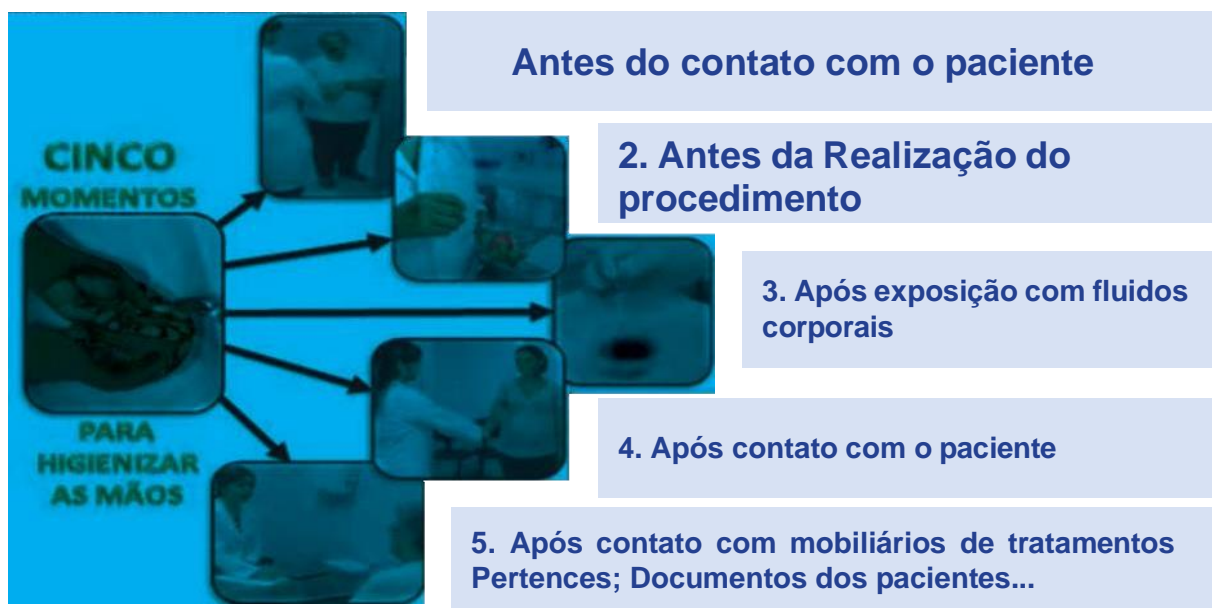 Antes do contato com o paciente
CINCO
MOMENTOS
2. Antes da Realização do
procedimento
3. Após exposição com fluidos
corporais
4. Após contato com o paciente
PARA
HIGIENIZAR
AS MÃOS
5. Após contato com mobiliários de tratamentos
Pertences; Documentos dos pacientes...